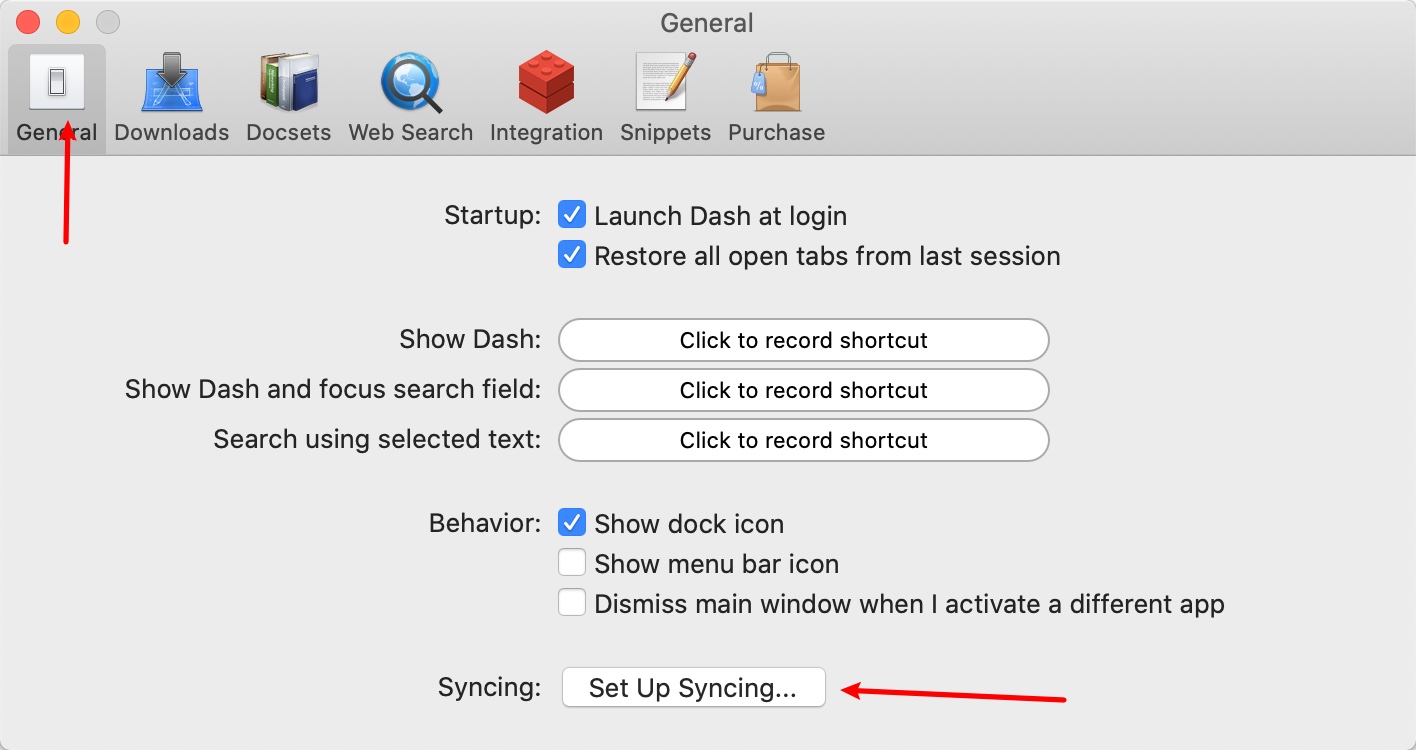 General
General Downloads Docsets Web Search Integration Snippets Purchase
Startup: Launch Dash at login
Restore all open tabs from last session
Show Dash: Click to record shortcut
Show Dash and focus search field: Click to record shortcut
Search using selected text: Click to record shortcut
Behavior: Show dock icon
Show menu bar icon
Dismiss main window when I activate a different app
Syncing: Set Up Syncing...